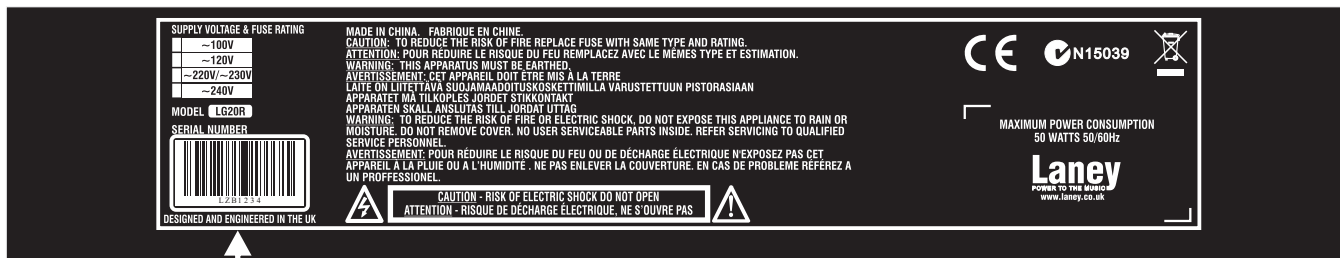 SUPPLY VOLTAGE & FUSE RATING
~100V
~120V
~220V/~230V
~240V
MODEL LG20R
SERIAL NUMBER
LZB1234
DESIGNED AND ENGINEERED IN THE UK
MADE IN CHINA. FABRIQUE EN CHINE.
CAUTION: TO REDUCE THE RISK OF FIRE REPLACE FUSE WITH SAME TYPE AND RATING.
ATTENTION: POUR RÉDUIRE LE RISQUE DU FEU REMPLACEZ AVEC LE MÊMES TYPE ET ESTIMATION.
WARNING: THIS APPARATUS MUST BE EARTHED,
AVERTISSEMENT: CET APPAREIL DOIT ÊTRE MIS À LA TERRE
LAITE ON LIITETTÄVÄ SUOJAMAADOITUSKOSKETTIMILLA VARUSTETTUUN PISTORASIAAN
APPARATET MÅ TILKOPLES JORDET STIKKONTAKT
APPARATEN SKALL ANSLUTAS TILL JORDAT UTTAG
WARNING: TO REDUCE THE RISK OF FIRE OR ELECTRIC SHOCK, DO NOT EXPOSE THIS APPLIANCE TO RAIN OR
MOISTURE. DO NOT REMOVE COVER. NO USER SERVICEABLE PARTS INSIDE. REFER SERVICING TO QUALIFIED
SERVICE PERSONNEL.
AVERTISSEMENT: POUR RÉDUIRE LE RISQUE DU FEU OU DE DÉCHARGE ÉLECTRIQUE N'EXPOSEZ PAS CET
APPAREIL À LA PLUIE OU A L'HUMIDITÉ . NE PAS ENLEVER LA COUVERTURE. EN CAS DE PROBLEME RÉFÉREZ A
UN PROFFESSIONEL.
CAUTION - RISK OF ELECTRIC SHOCK DO NOT OPEN
ATTENTION - RISQUE DE DÉCHARGE ÉLECTRIQUE, NE S'OUVRE PAS
CE
N15039
MAXIMUM POWER CONSUMPTION
50 WATTS 50/60Hz
Laney
POWER TO THE MUSIC
www.laney.co.uk